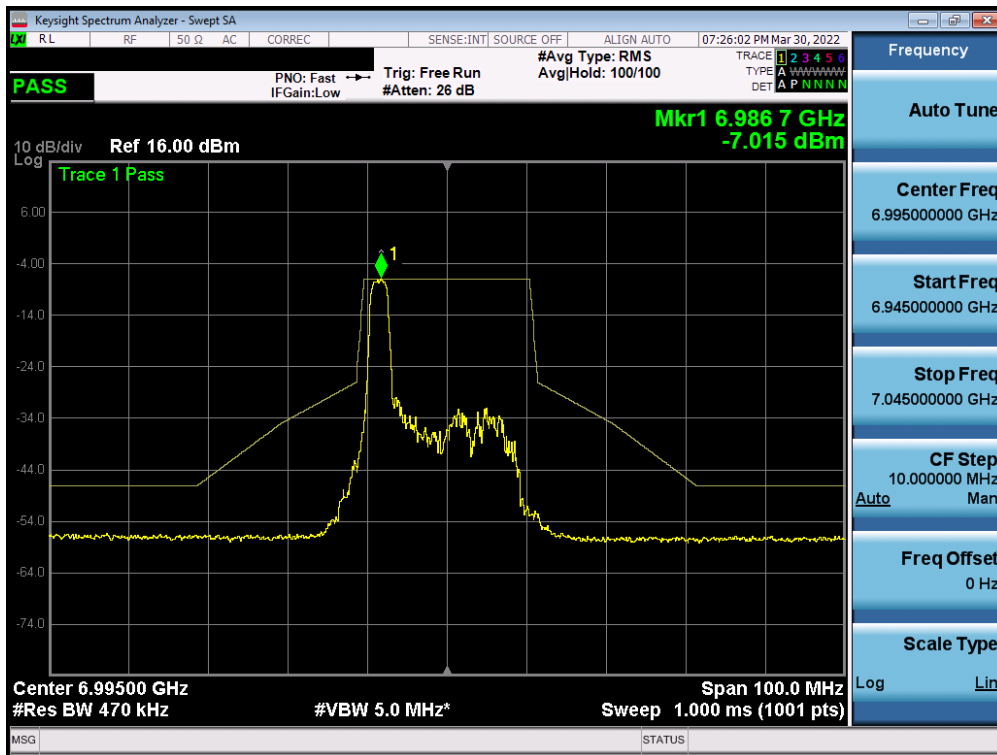 Keysight Spectrum Analyzer - Swept SA
LXI RL RF 50 Ω AC CORREC SENSE:INT SOURCE OFF ALIGN AUTO 07:26:02 PM Mar 30, 2022
PASS
PNO: Fast
IFGain:Low
Trig: Free Run
#Atten: 26 dB
#Avg Type: RMS
Avg|Hold: 100/100
TRACE 1 2 3 4 5 6
TYPE A WWWWW
DET A P N N N N
Mkr1 6.986 7 GHz
-7.015 dBm
10 dB/div Ref 16.00 dBm
Log
Trace 1 Pass
1
6.00
-4.00
-14.0
-24.0
-34.0
-44.0
-54.0
-64.0
-74.0
Center 6.99500 GHz Span 100.0 MHz
#Res BW 470 kHz #VBW 5.0 MHz* Sweep 1.000 ms (1001 pts)
MSG STATUS
Frequency
Auto Tune
Center Freq
6.995000000 GHz
Start Freq
6.945000000 GHz
Stop Freq
7.045000000 GHz
CF Step
10.000000 MHz
Auto Man
Freq Offset
0 Hz
Scale Type
Log Lin